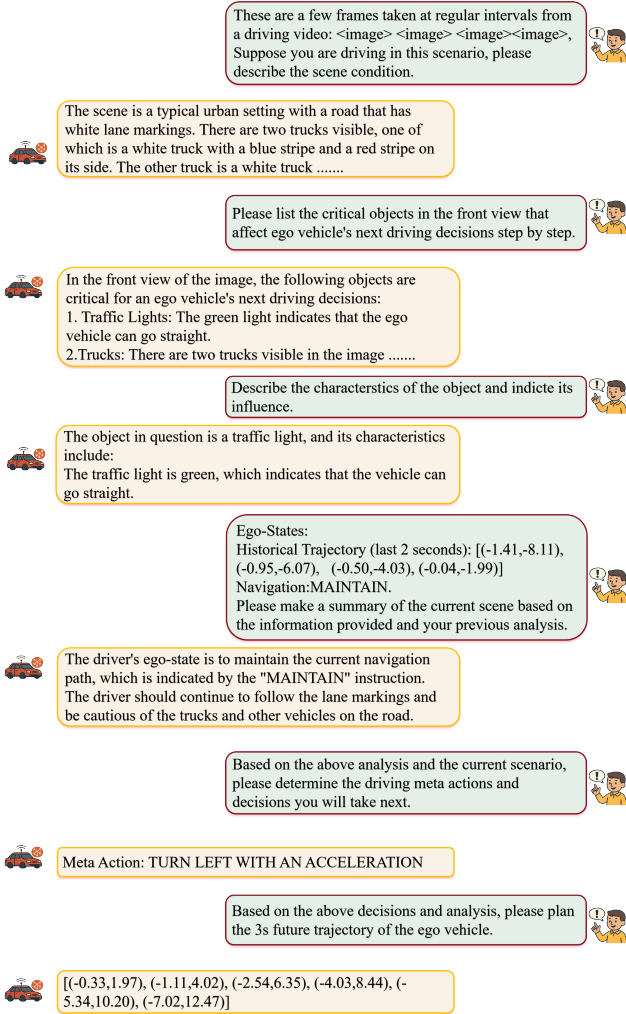 These are a few frames taken at regular intervals from
a driving video: <image> <image> <image><image>,
Suppose you are driving in this scenario, please
describe the scene condition.
The scene is a typical urban setting with a road that has
white lane markings. There are two trucks visible, one of
which is a white truck with a blue stripe and a red stripe on
its side. The other truck is a white truck .......
Please list the critical objects in the front view that
affect ego vehicle's next driving decisions step by step.
In the front view of the image, the following objects are
critical for an ego vehicle's next driving decisions:
1. Traffic Lights: The green light indicates that the ego
vehicle can go straight.
2.Trucks: There are two trucks visible in the image .......
Describe the characterstics of the object and indicte its
influence.
The object in question is a traffic light, and its characteristics
include:
The traffic light is green, which indicates that the vehicle can
go straight.
Ego-States:
Historical Trajectory (last 2 seconds): [(-1.41,-8.11),
(-0.95,-6.07), (-0.50,-4.03), (-0.04,-1.99)]
Navigation:MAINTAIN.
Please make a summary of the current scene based on
the information provided and your previous analysis.
The driver's ego-state is to maintain the current navigation
path, which is indicated by the "MAINTAIN" instruction.
The driver should continue to follow the lane markings and
be cautious of the trucks and other vehicles on the road.
Based on the above analysis and the current scenario,
please determine the driving meta actions and
decisions you will take next.
Meta Action: TURN LEFT WITH AN ACCELERATION
Based on the above decisions and analysis, please plan
the 3s future trajectory of the ego vehicle.
[(-0.33,1.97), (-1.11,4.02), (-2.54,6.35), (-4.03,8.44), (-
5.34,10.20), (-7.02,12.47)]